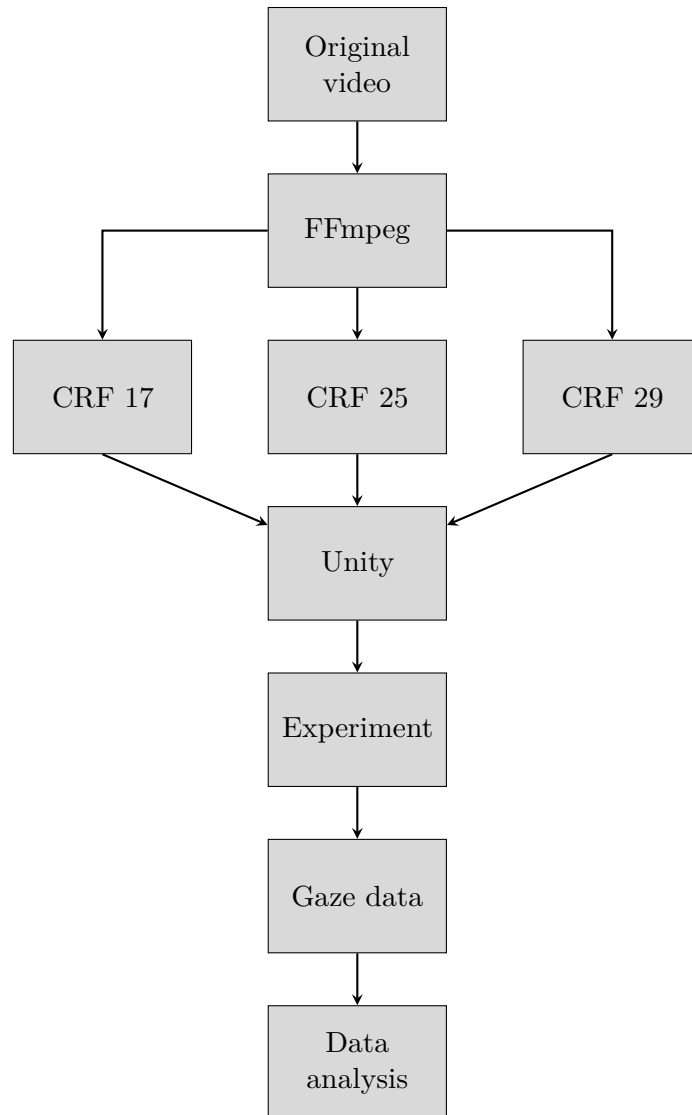 Original
video
FFmpeg
CRF 17
CRF 25
CRF 29
Unity
Experiment
Gaze data
Data
analysis